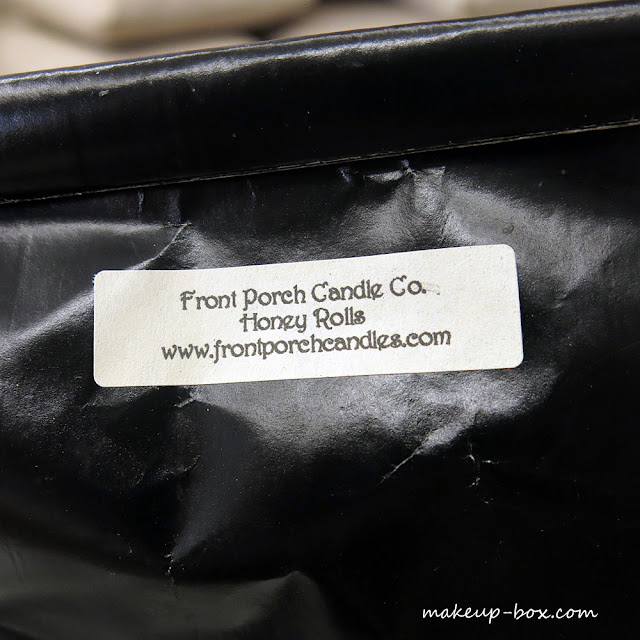 Front Porch Candle Co.
Honey Rolls
www.frontporchcandles.com
makeup-box.com